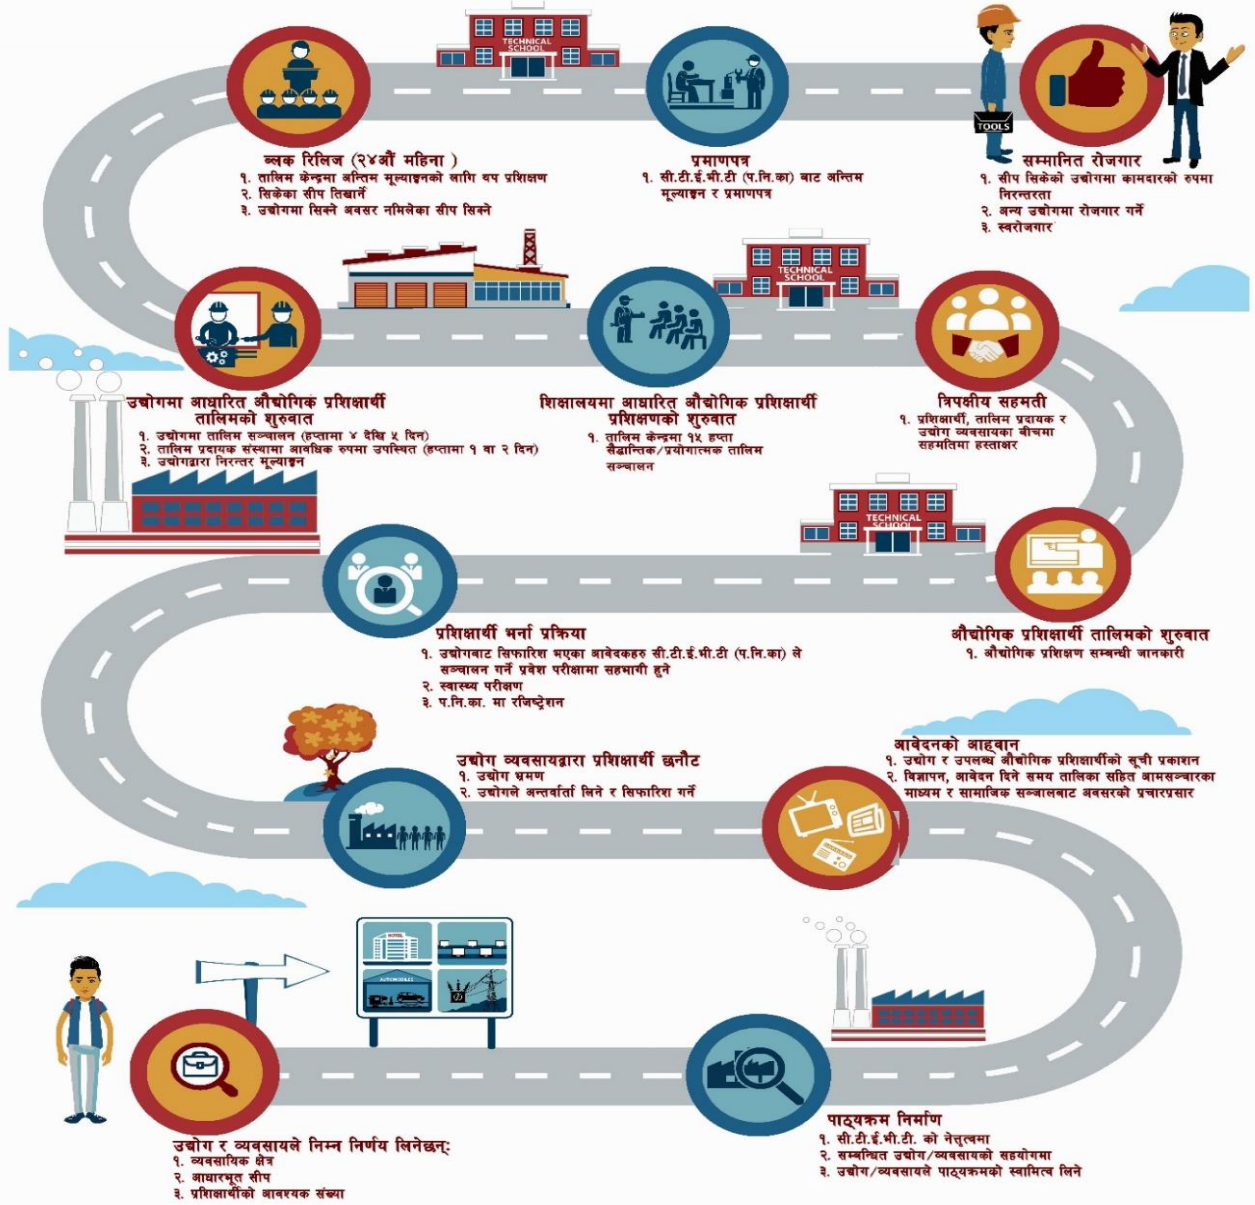 TECHNICAL
SCHOOL
TOOLS
ब्लक रिलिज (२४औं महिना )
१. तालिम केन्द्रमा अन्तिम मूल्याङ्कनको लागि थप प्रशिक्षण
२. सिकेका सीप तिखार्ने
३. उद्योगमा सिक्ने अवसर नमिलेका सीप सिक्ने
प्रमाणपत्र
१. सी.टी.ई.भी.टी (प.नि.का) बाट अन्तिम
मूल्याङ्कन र प्रमाणपत्र
सम्मानित रोजगार
१. सीप सिकेको उद्योगमा कामदारको रुपमा
निरन्तरता
२. अन्य उद्योगमा रोजगार गर्ने
३. स्वरोजगार
TECHNICAL
SCHOOL
उद्योगमा आधारित औद्योगिक प्रशिक्षार्थी
तालिमको शुरुवात
१. उद्योगमा तालिम सञ्चालन (हप्तामा ४ देखि ५ दिन)
२. तालिम प्रदायक संस्थामा आवधिक रुपमा उपस्थित (हप्तामा १ वा २ दिन)
३. उद्योगद्वारा निरन्तर मूल्याङ्कन
शिक्षालयमा आधारित औद्योगिक प्रशिक्षार्थी
प्रशिक्षणको शुरुवात
१. तालिम केन्द्रमा १५ हप्ता
सैद्धान्तिक/प्रयोगात्मक तालिम
सञ्चालन
त्रिपक्षीय सहमती
१. प्रशिक्षार्थी, तालिम प्रदायक र
उद्योग व्यवसायका बीचमा
सहमतिमा हस्ताक्षर
TECHNICAL
SCHOOL
प्रशिक्षार्थी भर्ना प्रक्रिया
१. उद्योगबाट सिफारिश भएका आवेदकहरु सी.टी.ई.भी.टी (प.नि.का) ले
सञ्चालन गर्ने प्रवेश परीक्षामा सहभागी हुने
२. स्वास्थ्य परीक्षण
३. प.नि.का. मा रजिष्ट्रेशन
औद्योगिक प्रशिक्षार्थी तालिमको शुरुवात
१. औद्योगिक प्रशिक्षण सम्बन्धी जानकारी
उद्योग व्यवसायद्वारा प्रशिक्षार्थी छनौट
१. उद्योग भ्रमण
२. उद्योगले अन्तर्वार्ता लिने र सिफारिश गर्ने
आवेदनको आह्वान
१. उद्योग र उपलब्ध औद्योगिक प्रशिक्षार्थीको सूची प्रकाशन
२. विज्ञापन, आवेदन दिने समय तालिका सहित आमसञ्चारका
माध्यम र सामाजिक सञ्जालबाट अवसरको प्रचारप्रसार
HOTEL
AUTOMOBILES
उद्योग र व्यवसायले निम्न निर्णय लिनेछन्:
१. व्यवसायिक क्षेत्र
२. आधारभूत सीप
३. प्रशिक्षार्थीको आवश्यक संख्या
पाठ्यक्रम निर्माण
१. सी.टी.ई.भी.टी. को नेतृत्वमा
२. सम्बन्धित उद्योग/व्यवसायको सहयोगमा
३. उद्योग/व्यवसायले पाठ्यक्रमको स्वामित्व लिने